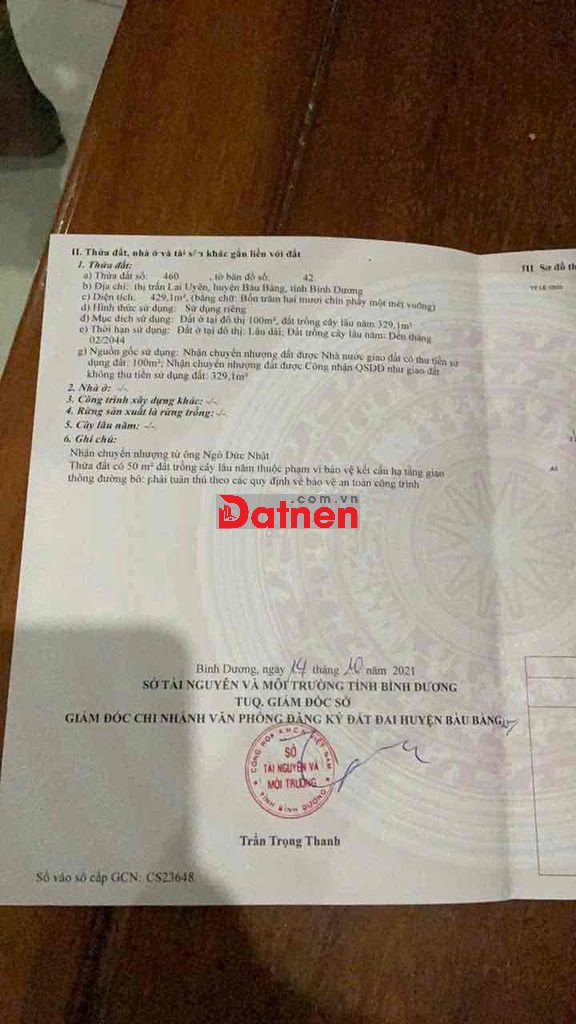 II. Thửa đất, nhà ở và tài sản khác gắn liền với đất
1. Thửa đất:
a) Thửa đất số: 460 , tờ bản đồ số: 42
b) Địa chỉ: thị trấn Lai Uyên, huyện Bàu Bàng, tỉnh Bình Dương
c) Diện tích: 429,1m², (bằng chữ: Bốn trăm hai mươi chín phẩy một mét vuông)
d) Hình thức sử dụng: Sử dụng riêng
đ) Mục đích sử dụng: Đất ở tại đô thị 100m², đất trồng cây lâu năm 329,1m²
e) Thời hạn sử dụng: Đất ở tại đô thị: Lâu dài; Đất trồng cây lâu năm: Đến tháng
02/2044
g) Nguồn gốc sử dụng: Nhận chuyển nhượng đất được Nhà nước giao đất có thu tiền sử
dụng đất: 100m²; Nhận chuyển nhượng đất được Công nhận QSDĐ như giao đất
không thu tiền sử dụng đất: 329,1m²
2. Nhà ở: -/-
3. Công trình xây dựng khác: -/-
4. Rừng sản xuất là rừng trồng: -/-
5. Cây lâu năm: -/-
6. Ghi chú:
Nhận chuyển nhượng từ ông Ngô Đức Nhật
Thửa đất có 50 m² đất trồng cây lâu năm thuộc phạm vi bảo vệ kết cấu hạ tầng giao
thông đường bộ: phải tuân thủ theo các quy định về bảo vệ an toàn công trình
.com.vn
Datnen
Bình Dương, ngày 14 tháng 10 năm 2021
SỞ TÀI NGUYÊN VÀ MÔI TRƯỜNG TỈNH BÌNH DƯƠNG
TUQ. GIÁM ĐỐC SỞ
GIÁM ĐỐC CHI NHÁNH VĂN PHÒNG ĐĂNG KÝ ĐẤT ĐAI HUYỆN BÀU BÀNG
CỘNG HÒA XHCN VIỆT NAM
SỞ
TÀI NGUYÊN VÀ
MÔI TRƯỜNG
TỈNH BÌNH DƯƠNG
Trần Trọng Thanh
Số vào sổ cấp GCN: CS23648
III Sơ đồ th